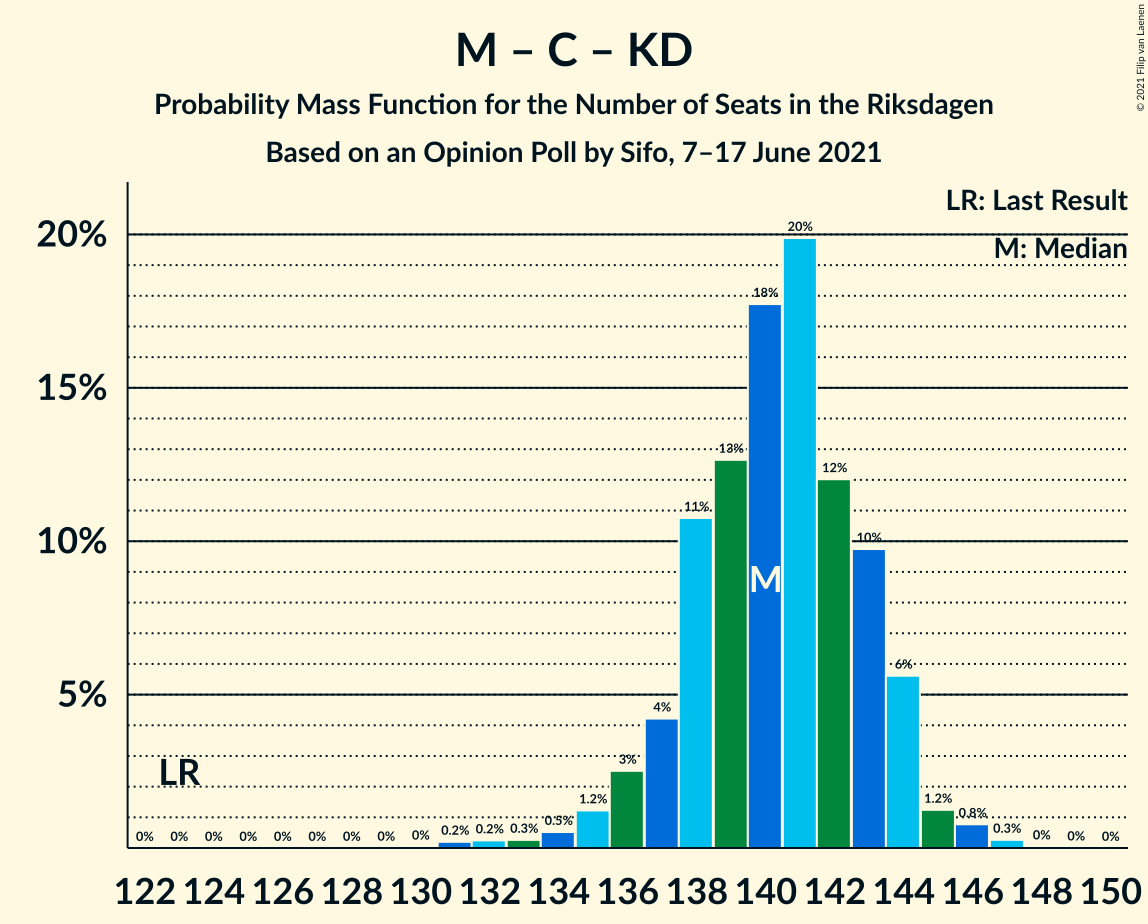 M – C – KD
Probability Mass Function for the Number of Seats in the Riksdagen
Based on an Opinion Poll by Sifo, 7–17 June 2021
© 2021 Filip van Laenen
LR: Last Result
M: Median
20%
15%
10%
5%
LR
M
0% 0% 0% 0% 0% 0% 0% 0% 0% 0.2% 0.2% 0.3% 0.5% 1.2% 3% 4% 11% 13% 18% 20% 12% 10% 6% 1.2% 0.8% 0.3% 0% 0% 0%
122 124 126 128 130 132 134 136 138 140 142 144 146 148 150